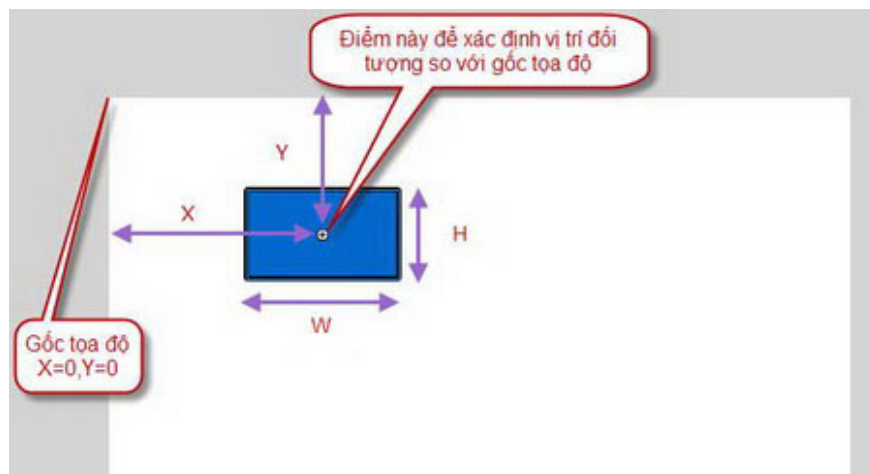 Điểm này để xác định vị trí đối
tượng so với gốc tọa độ
Y
X
H
W
Gốc tọa độ
X=0,Y=0